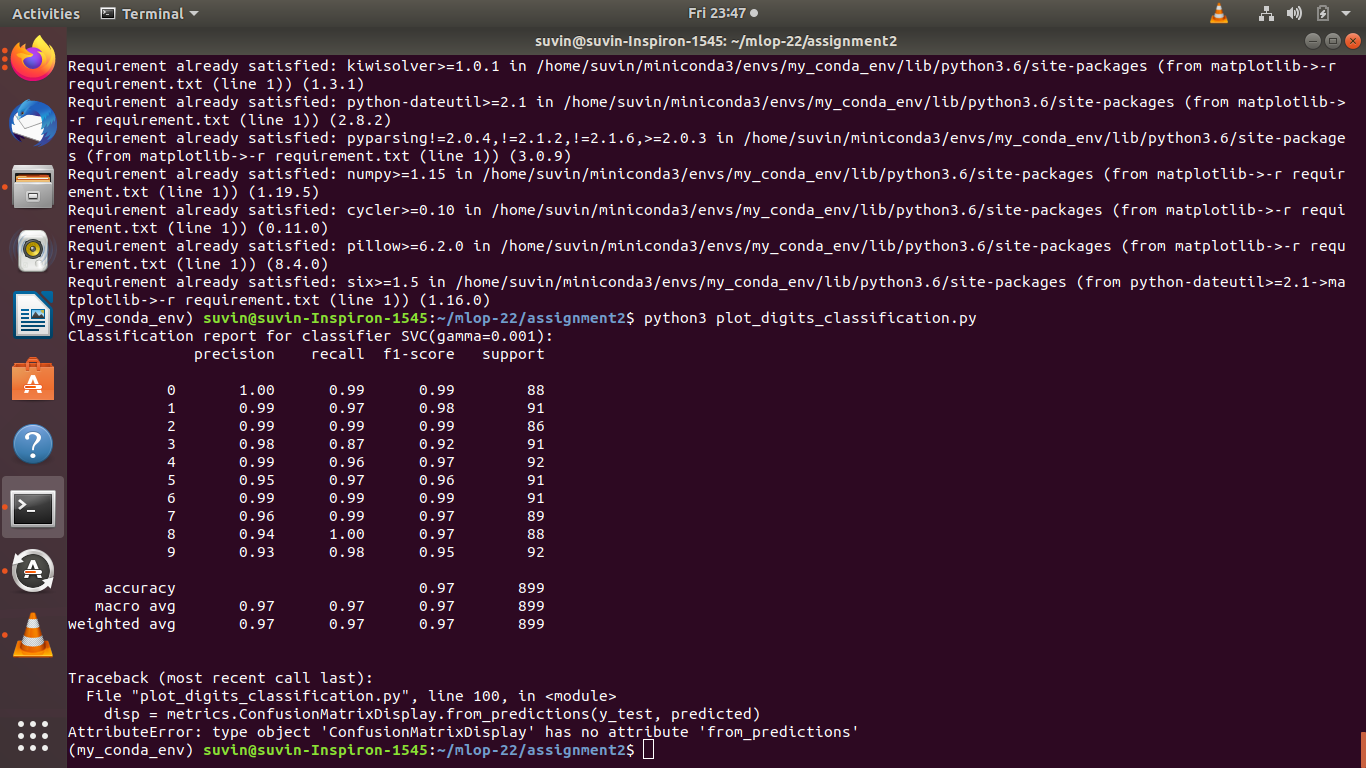 Activities Terminal Fri 23:47
suvin@suvin-Inspiron-1545: ~/mlop-22/assignment2
Requirement already satisfied: kiwisolver>=1.0.1 in /home/suvin/miniconda3/envs/my_conda_env/lib/python3.6/site-packages (from matplotlib->-r
requirement.txt (line 1)) (1.3.1)
Requirement already satisfied: python-dateutil>=2.1 in /home/suvin/miniconda3/envs/my_conda_env/lib/python3.6/site-packages (from matplotlib->
-r requirement.txt (line 1)) (2.8.2)
Requirement already satisfied: pyparsing!=2.0.4,!=2.1.2,!=2.1.6,>=2.0.3 in /home/suvin/miniconda3/envs/my_conda_env/lib/python3.6/site-package
s (from matplotlib->-r requirement.txt (line 1)) (3.0.9)
Requirement already satisfied: numpy>=1.15 in /home/suvin/miniconda3/envs/my_conda_env/lib/python3.6/site-packages (from matplotlib->-r requir
ement.txt (line 1)) (1.19.5)
Requirement already satisfied: cycler>=0.10 in /home/suvin/miniconda3/envs/my_conda_env/lib/python3.6/site-packages (from matplotlib->-r requi
rement.txt (line 1)) (0.11.0)
Requirement already satisfied: pillow>=6.2.0 in /home/suvin/miniconda3/envs/my_conda_env/lib/python3.6/site-packages (from matplotlib->-r requ
irement.txt (line 1)) (8.4.0)
Requirement already satisfied: six>=1.5 in /home/suvin/miniconda3/envs/my_conda_env/lib/python3.6/site-packages (from python-dateutil>=2.1->ma
tplotlib->-r requirement.txt (line 1)) (1.16.0)
(my_conda_env) suvin@suvin-Inspiron-1545:~/mlop-22/assignment2$ python3 plot_digits_classification.py
Classification report for classifier SVC(gamma=0.001):
              precision    recall  f1-score   support

           0       1.00      0.99      0.99        88
           1       0.99      0.97      0.98        91
           2       0.99      0.99      0.99        86
           3       0.98      0.87      0.92        91
           4       0.99      0.96      0.97        92
           5       0.95      0.97      0.96        91
           6       0.99      0.99      0.99        91
           7       0.96      0.99      0.97        89
           8       0.94      1.00      0.97        88
           9       0.93      0.98      0.95        92

    accuracy                           0.97       899
   macro avg       0.97      0.97      0.97       899
weighted avg       0.97      0.97      0.97       899

Traceback (most recent call last):
  File "plot_digits_classification.py", line 100, in <module>
    disp = metrics.ConfusionMatrixDisplay.from_predictions(y_test, predicted)
AttributeError: type object 'ConfusionMatrixDisplay' has no attribute 'from_predictions'
(my_conda_env) suvin@suvin-Inspiron-1545:~/mlop-22/assignment2$